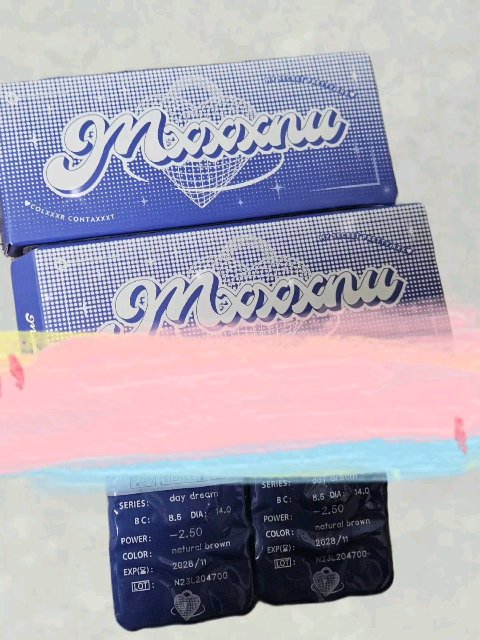 Mxxxnu
COLXXXR CONTAXXXT
Mxxxnu
SERIES: day dream
BC: 8.6 DIA: 14.0
POWER: -2.50
COLOR: natural brown
EXP(⌛): 2028/11
LOT: N23L204700
SERIES: day dream
BC: 8.6 DIA: 14.0
POWER: -2.50
COLOR: natural brown
EXP(⌛): 2028/11
LOT: N23L204700